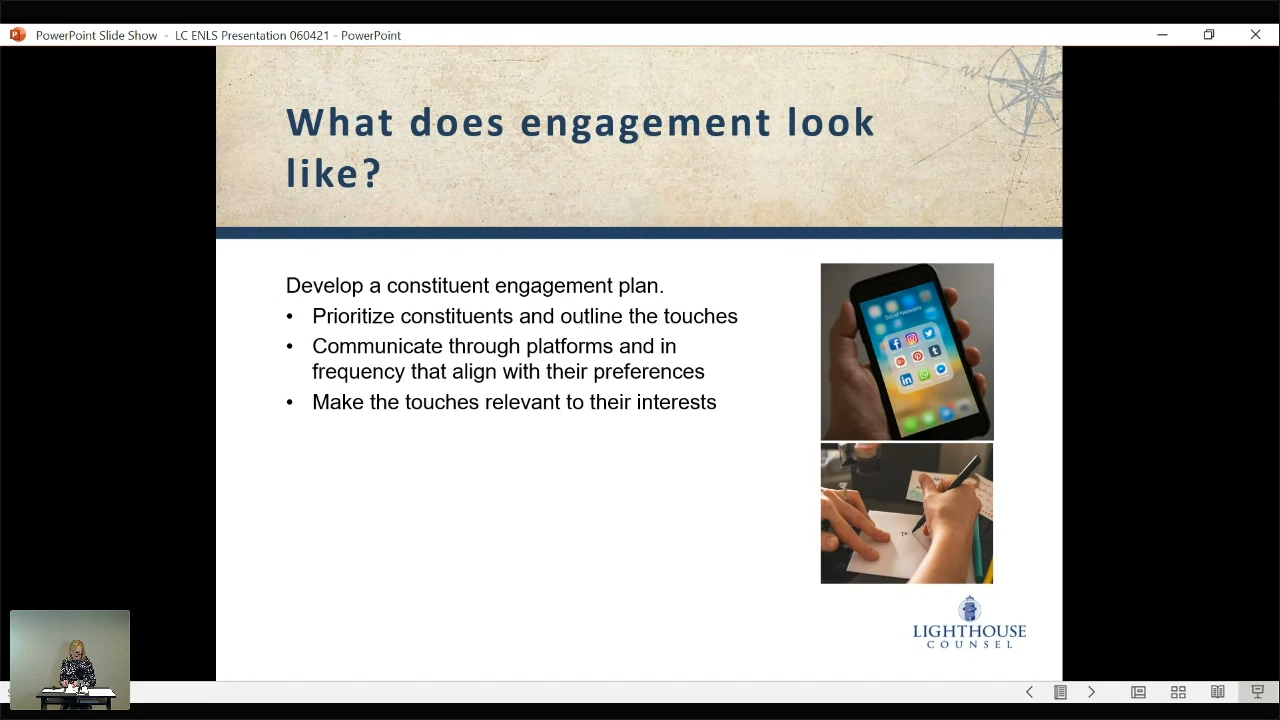 PowerPoint Slide Show - LC ENLS Presentation 060421 - PowerPoint
W
S
What does engagement look
like?
Develop a constituent engagement plan.
• Prioritize constituents and outline the touches
• Communicate through platforms and in
frequency that align with their preferences
• Make the touches relevant to their interests
Social Networks
LIGHTHOUSE
COUNSEL